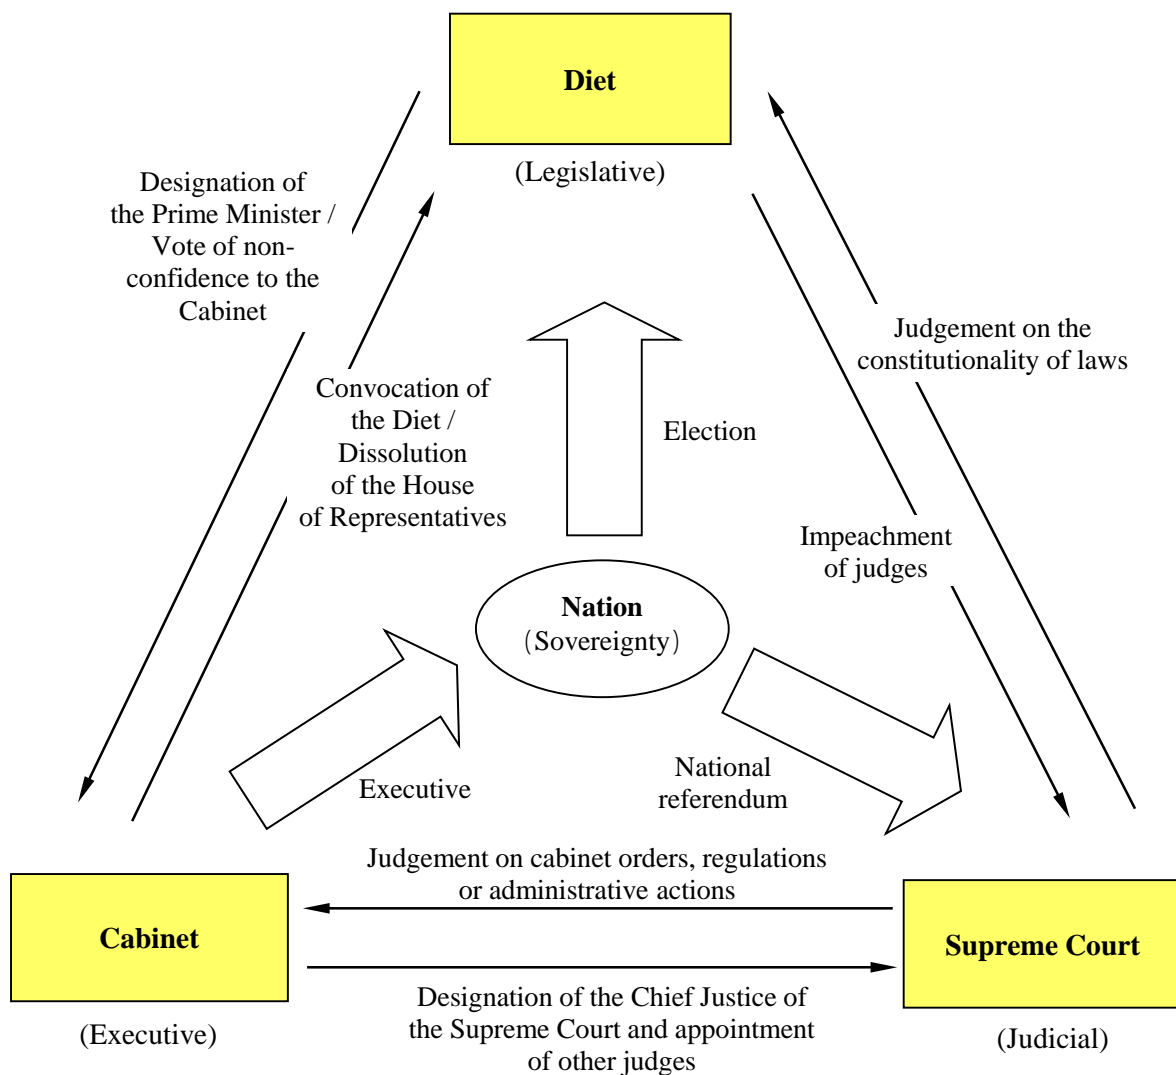 Diet
(Legislative)
Designation of
the Prime Minister /
Vote of non-
confidence to the
Cabinet
Judgement on the
constitutionality of laws
Convocation of
the Diet /
Dissolution
of the House
of Representatives
Election
Impeachment
of judges
Nation
(Sovereignty)
Executive
National
referendum
Judgement on cabinet orders, regulations
or administrative actions
Cabinet
(Executive)
Supreme Court
(Judicial)
Designation of the Chief Justice of
the Supreme Court and appointment
of other judges